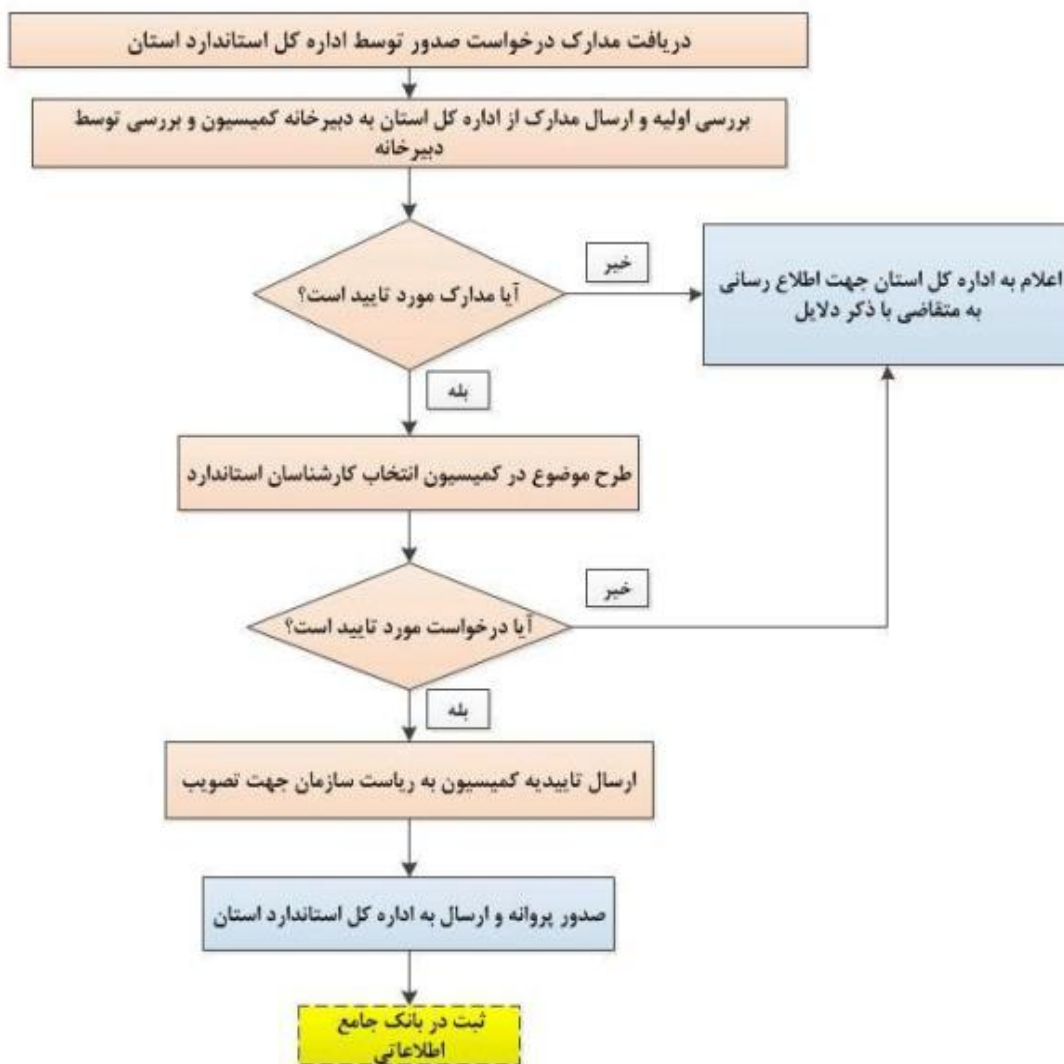 دریافت مدارک درخواست صدور توسط اداره کل استاندارد استان
بررسی اولیه و ارسال مدارک از اداره کل استان به دبیرخانه کمیسیون و بررسی توسط
دبیرخانه
آیا مدارک مورد تایید است؟
خیر
اعلام به اداره کل استان جهت اطلاع رسانی
به متقاضی با ذکر دلایل
بله
طرح موضوع در کمیسیون انتخاب کارشناسان استاندارد
آیا درخواست مورد تایید است؟
خیر
بله
ارسال تاییدیه کمیسیون به ریاست سازمان جهت تصویب
صدور پروانه و ارسال به اداره کل استاندارد استان
ثبت در بانک جامع
اطلاعاتی